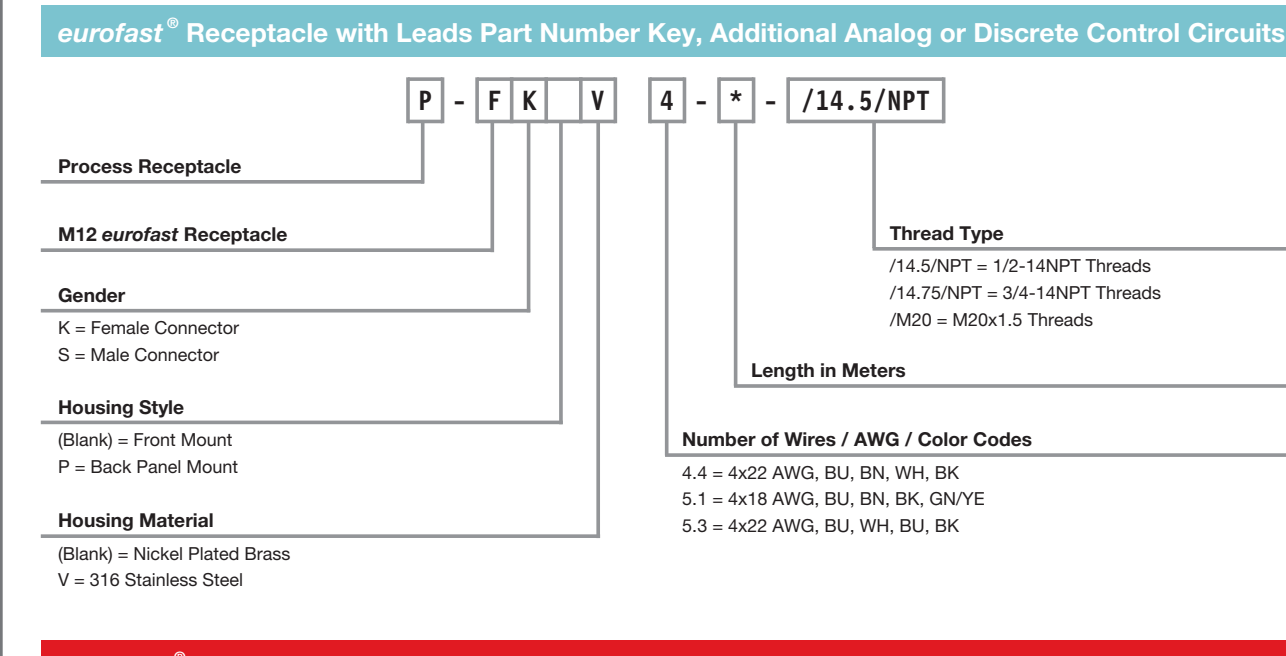 eurofast® Receptacle with Leads Part Number Key, Additional Analog or Discrete Control Circuits
P - F K V 4 - * - /14.5/NPT
Process Receptacle
M12 eurofast Receptacle
Gender
K = Female Connector
S = Male Connector
Housing Style
(Blank) = Front Mount
P = Back Panel Mount
Housing Material
(Blank) = Nickel Plated Brass
V = 316 Stainless Steel
Thread Type
/14.5/NPT = 1/2-14NPT Threads
/14.75/NPT = 3/4-14NPT Threads
/M20 = M20x1.5 Threads
Length in Meters
Number of Wires / AWG / Color Codes
4.4 = 4x22 AWG, BU, BN, WH, BK
5.1 = 4x18 AWG, BU, BN, BK, GN/YE
5.3 = 4x22 AWG, BU, WH, BU, BK
®